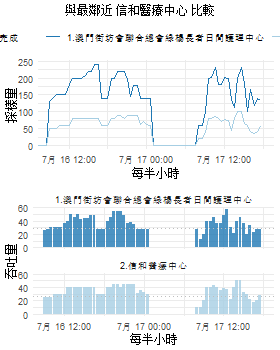 與最鄰近 信和醫療中心 比較
完成
1.澳門街坊會聯合總會綠楊長者日間護理中心
採樣量
250
200
150
100
50
0
7月 16 12:00
7月 17 00:00
7月 17 12:00
每半小時
1.澳門街坊會聯合總會綠楊長者日間護理中心
吞吐量
60
40
20
0
2.信和醫療中心
60
40
20
0
7月 16 12:00
7月 17 00:00
7月 17 12:00
每半小時